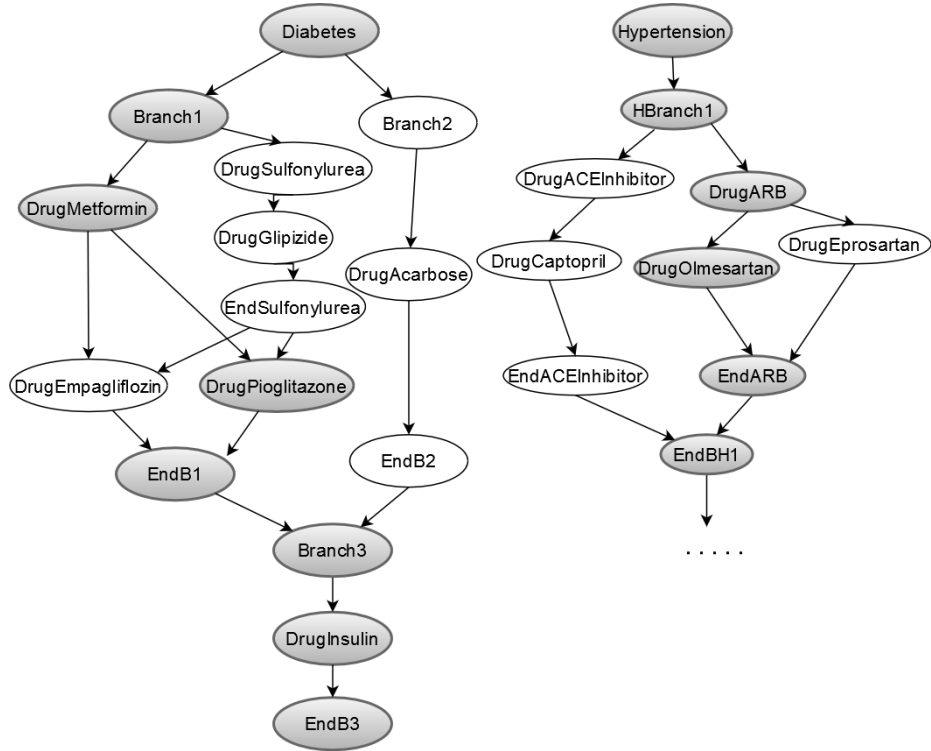 Diabetes
Branch1
Branch2
DrugSulfonylurea
DrugMetformin
DrugGlipizide
DrugAcarbose
EndSulfonylurea
DrugEmpagliflozin
DrugPioglitazone
EndB1
EndB2
Branch3
DrugInsulin
EndB3
Hypertension
HBranch1
DrugACEInhibitor
DrugARB
DrugEprosartan
DrugCaptopril
DrugOlmesartan
EndACEInhibitor
EndARB
EndBH1
. . . . .